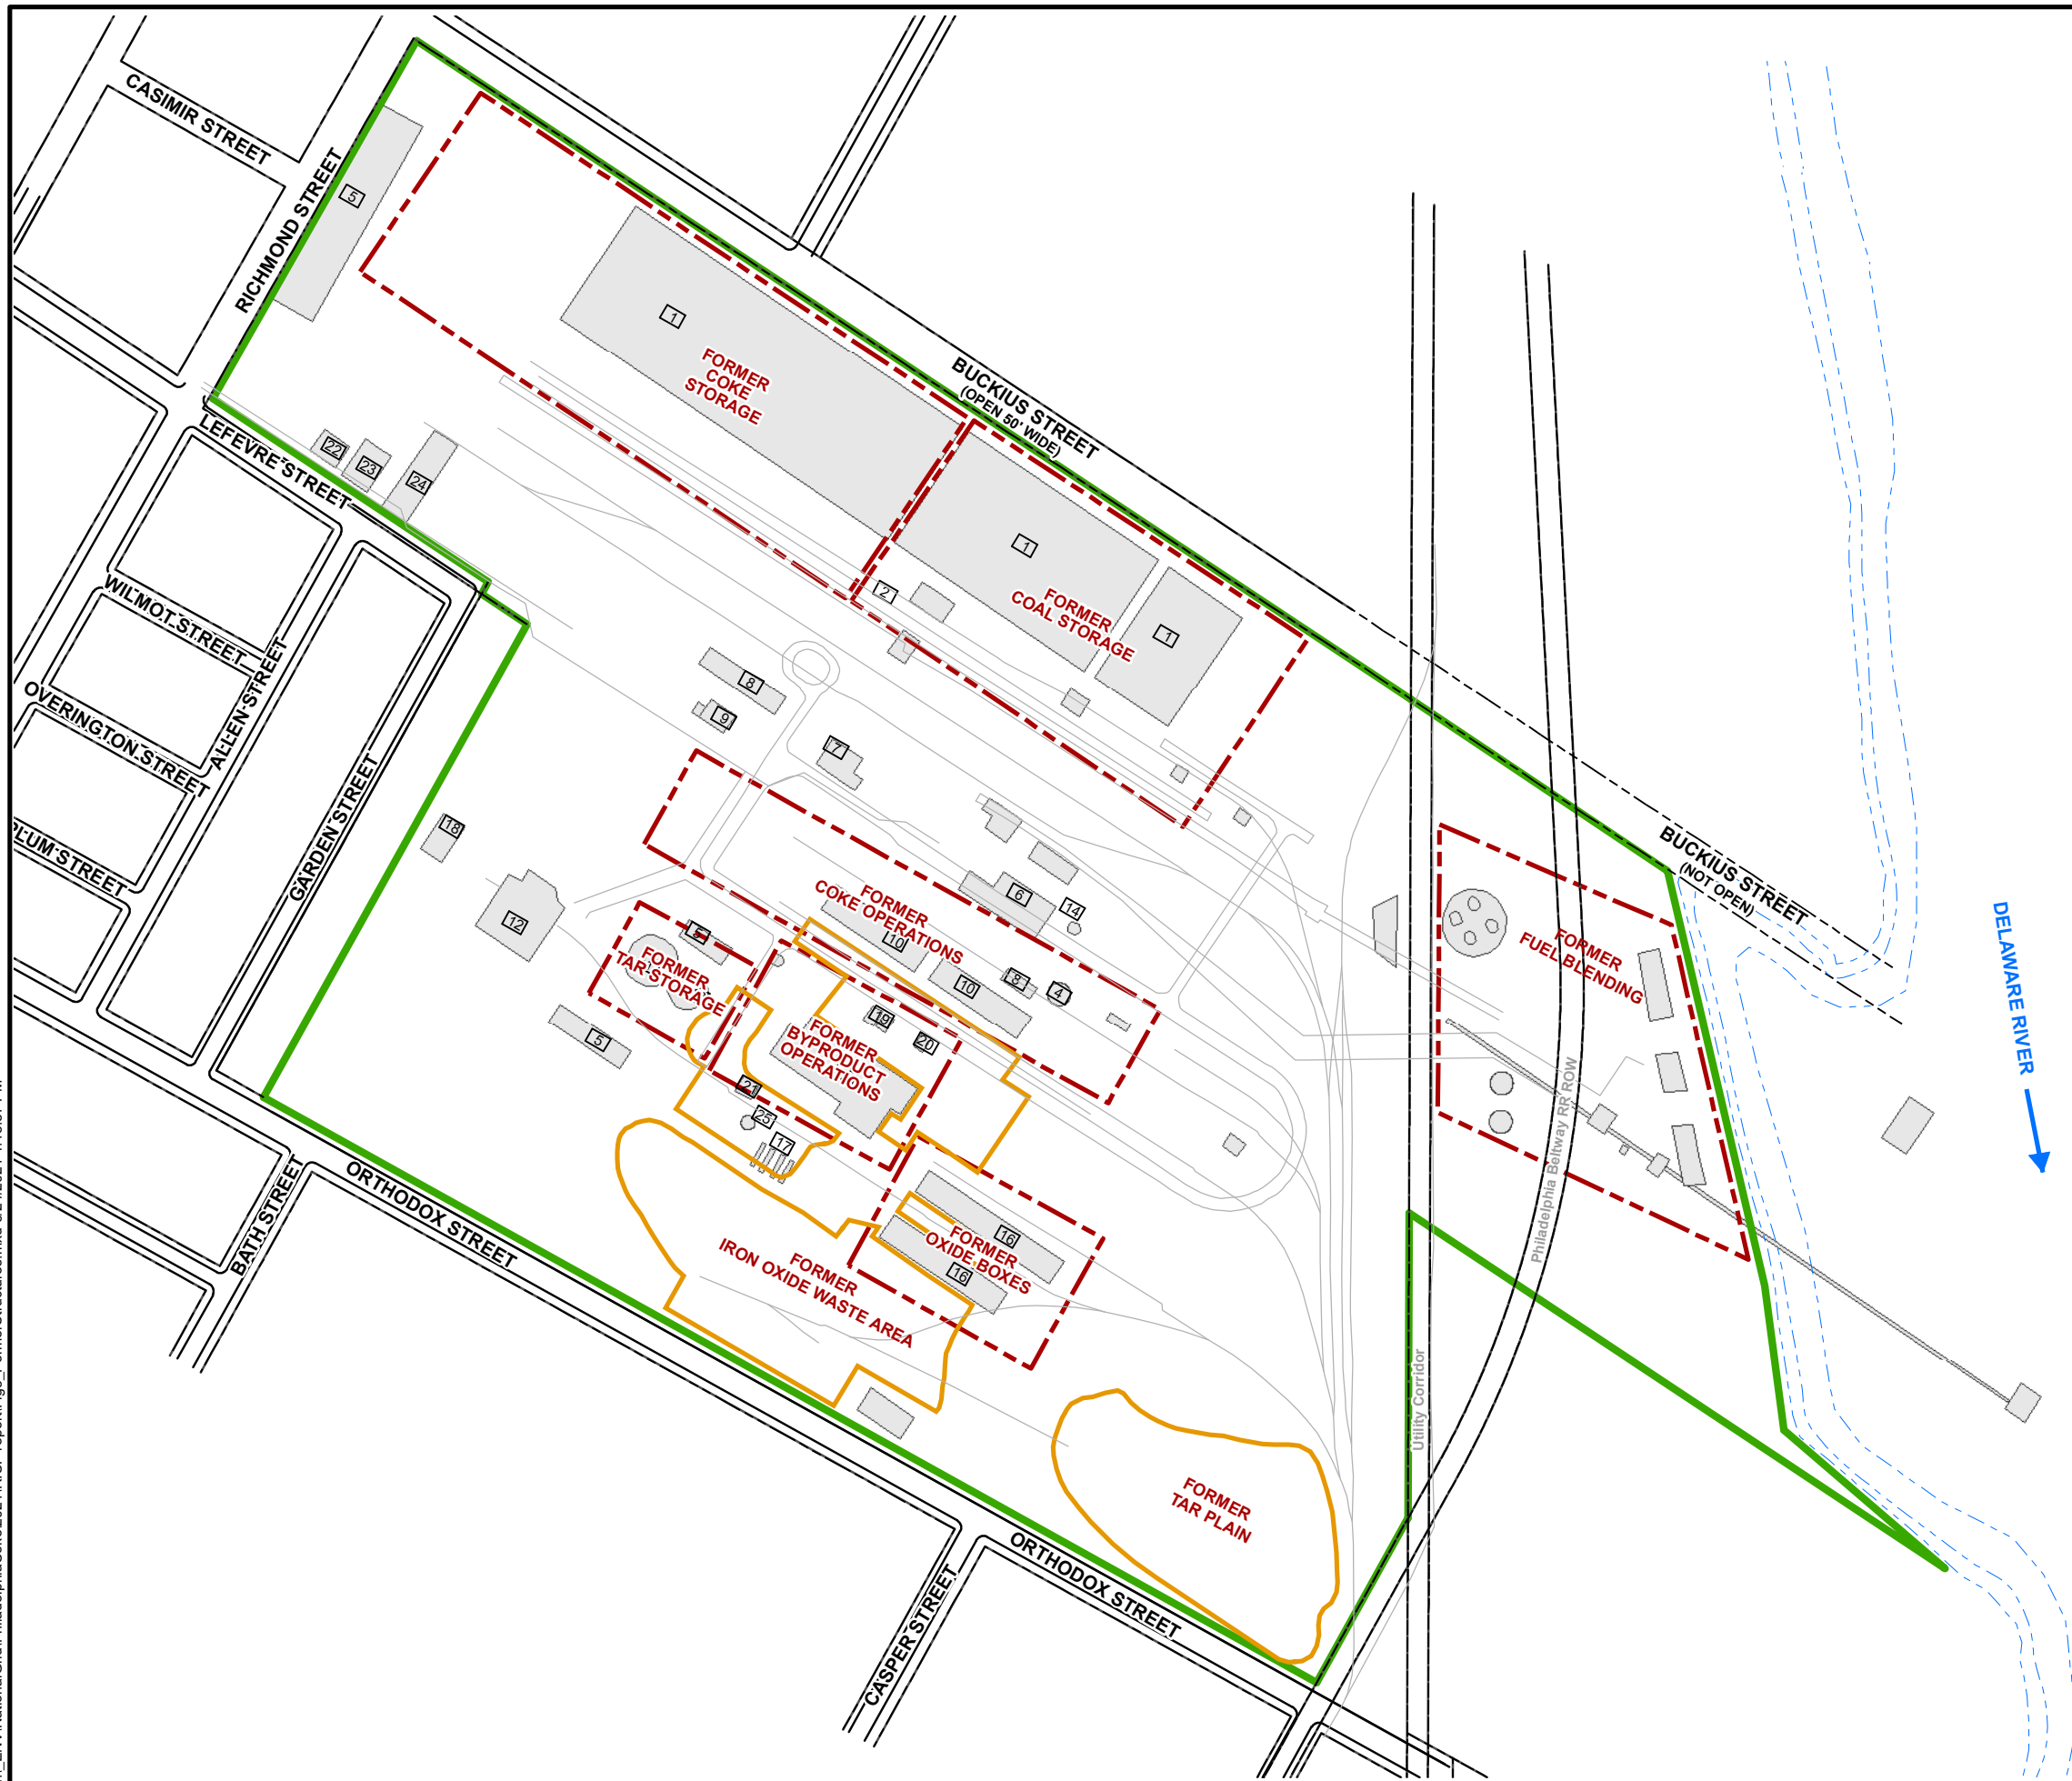 CASIMIR STREET
RICHMOND STREET
5
1
FORMER
COKE
STORAGE
BUCKIUS STREET
(OPEN 50' WIDE)
LEFEVRE STREET
22
23
24
1
2
FORMER
COAL STORAGE
1
WILMOT STREET
ALLEN STREET
OVERINGTON STREET
PLUM STREET
GARDEN STREET
8
9
7
18
12
6
14
FORMER
COKE OPERATIONS
10
10
8
4
5
FORMER
TAR STORAGE
5
19
20
FORMER
BYPRODUCT
OPERATIONS
21
25
17
BUCKIUS STREET
(NOT OPEN)
FORMER
FUEL BLENDING
DELAWARE RIVER
Philadelphia Beltway RR ROW
Utility Corridor
BATH STREET
ORTHODOX STREET
FORMER
IRON OXIDE WASTE AREA
16
FORMER
OXIDE BOXES
16
FORMER
TAR PLAIN
ORTHODOX STREET
CASPER STREET